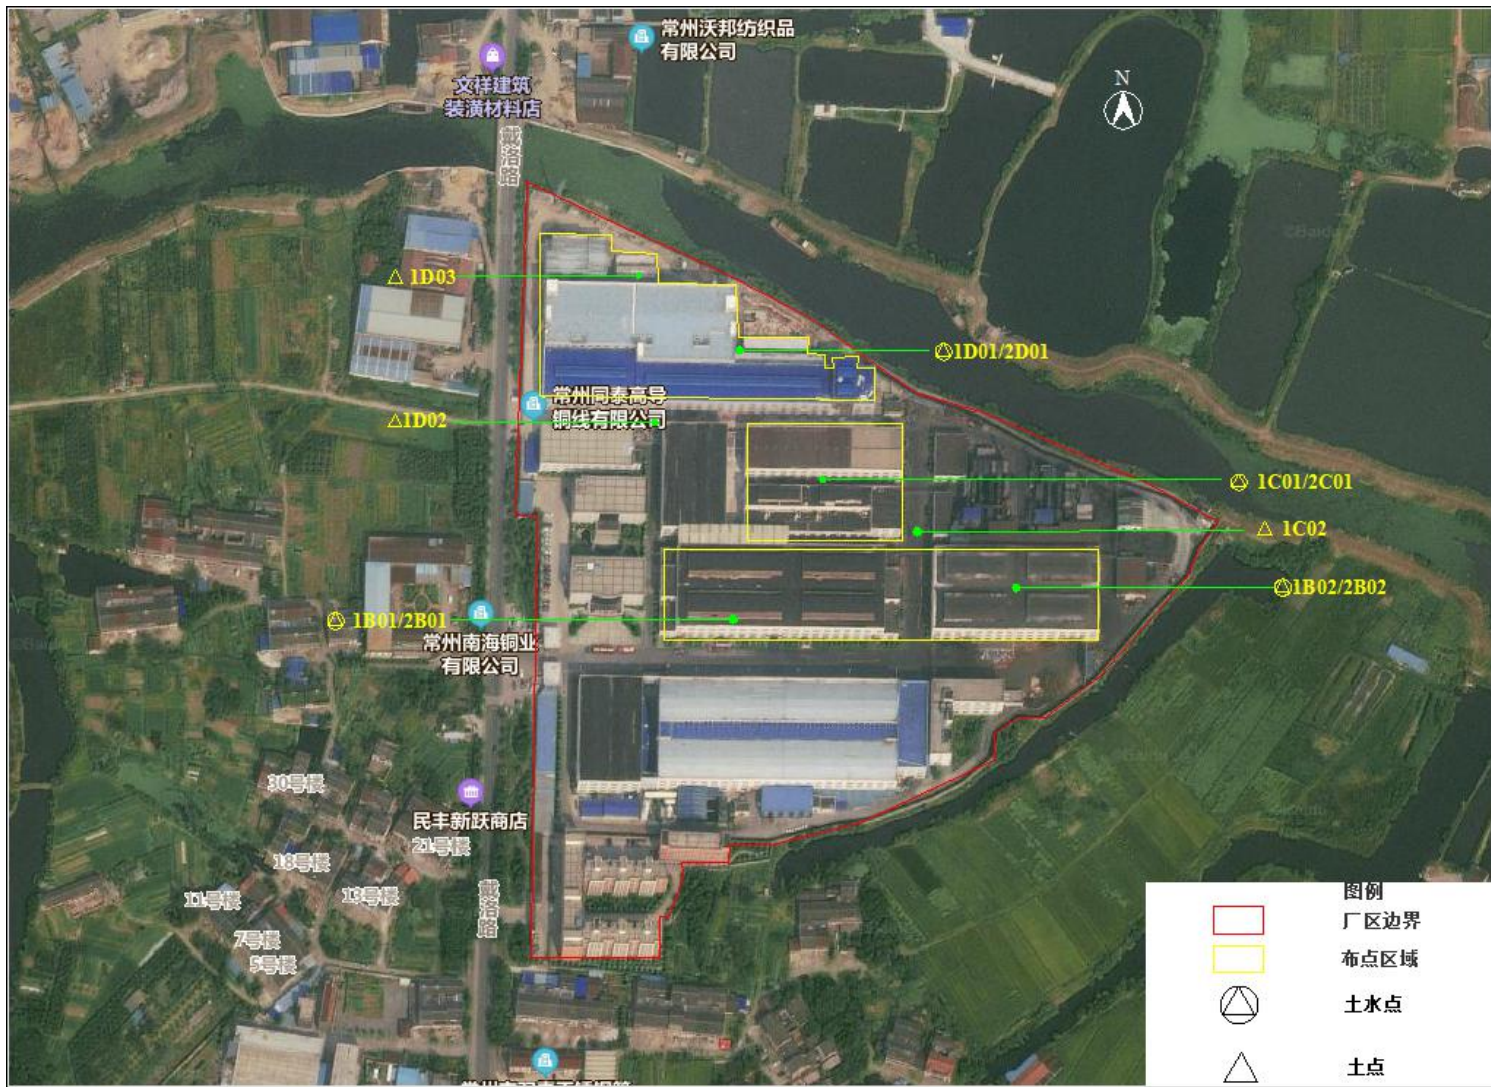 常州沃邦纺织品
有限公司
文祥建筑
装潢材料店
戴洛路
N
1D03
1D01/2D01
常州同泰高导
铜线有限公司
1D02
1C01/2C01
1C02
1B02/2B02
1B01/2B01
常州南海铜业
有限公司
30号楼
民丰新跃商店
21号楼
18号楼
13号楼
11号楼
7号楼
5号楼
戴洛路
图例
厂区边界
布点区域
土水点
土点